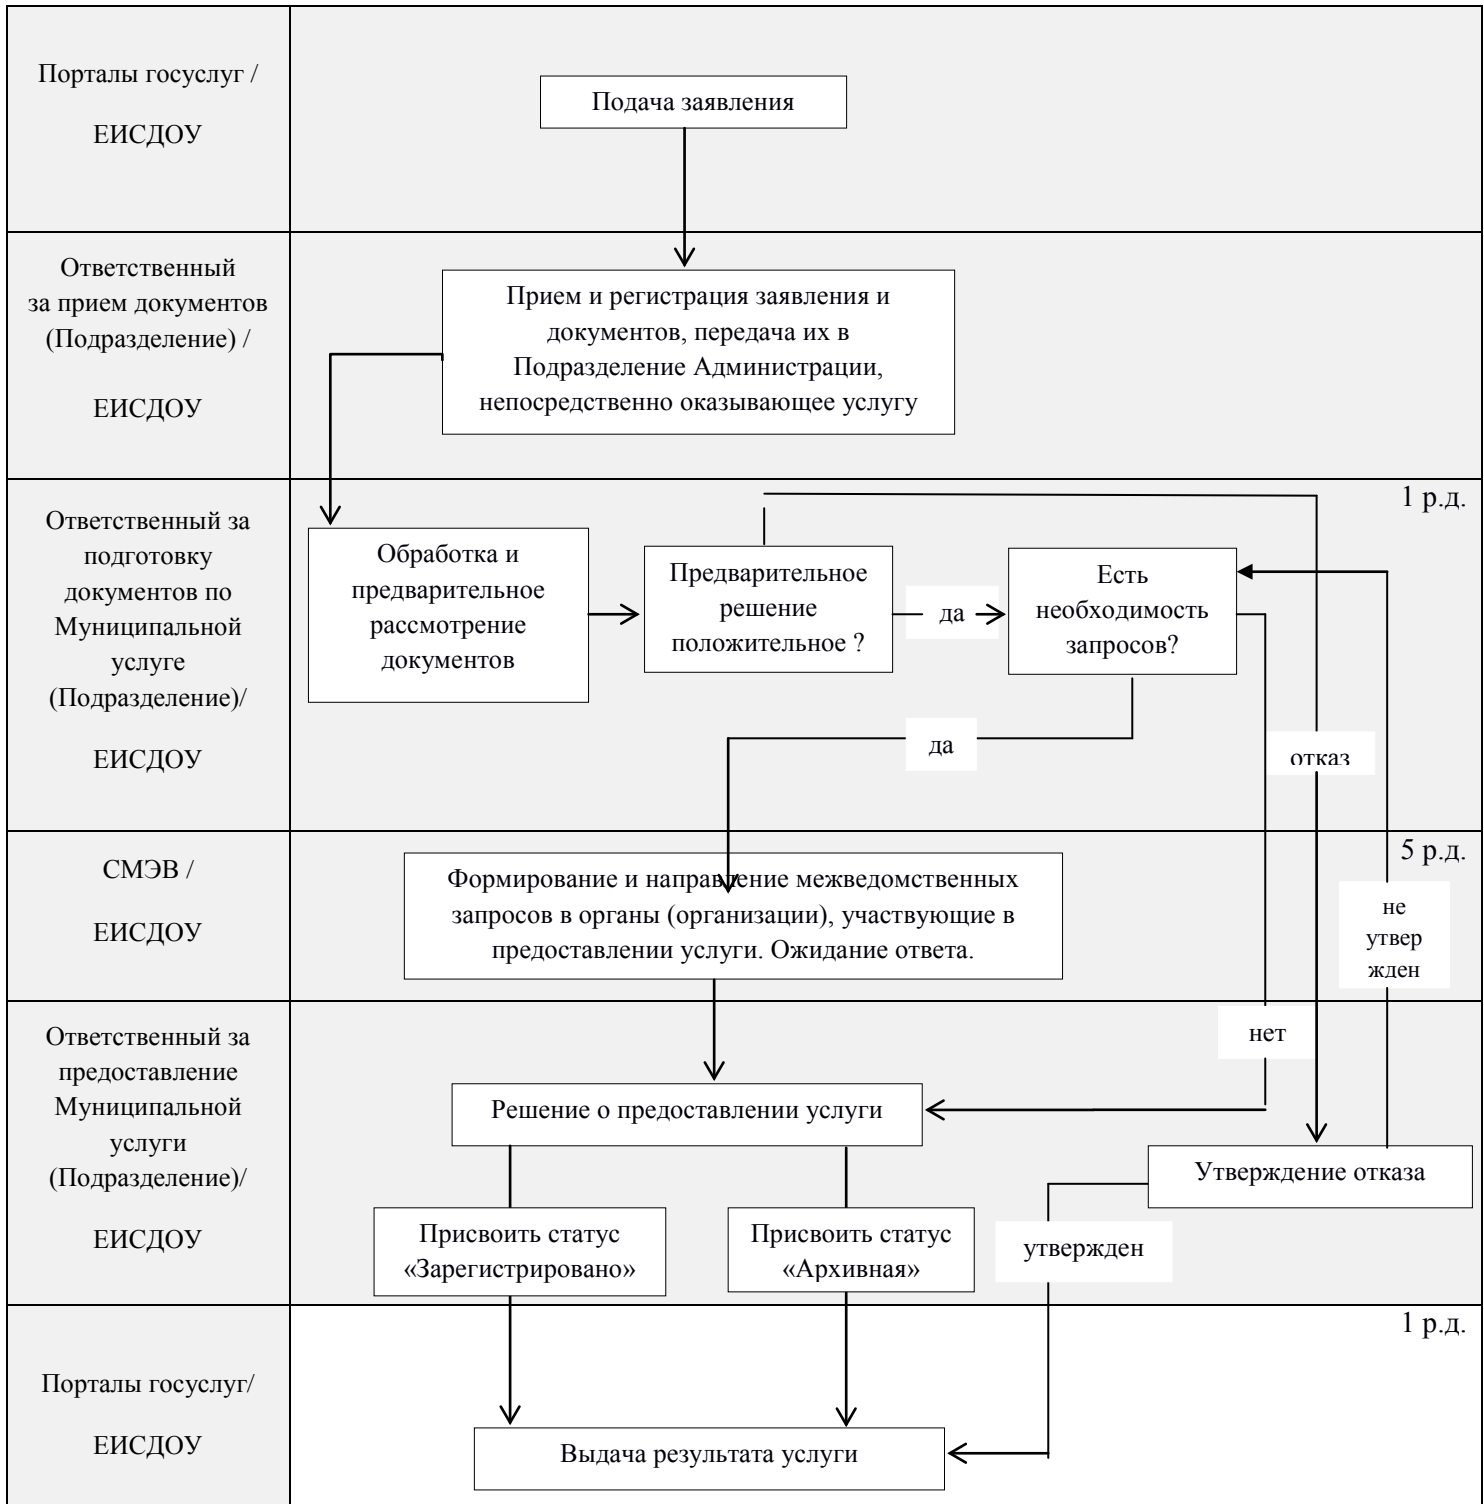 Порталы госуслуг /
ЕИСДОУ
Подача заявления
Ответственный
за прием документов
(Подразделение) /
ЕИСДОУ
Прием и регистрация заявления и
документов, передача их в
Подразделение Администрации,
непосредственно оказывающее услугу
1 р.д.
Ответственный за
подготовку
документов по
Муниципальной
услуге
(Подразделение)/
ЕИСДОУ
Обработка и
предварительное
рассмотрение
документов
Предварительное
решение
положительное ?
да
Есть
необходимость
запросов?
да
отказ
5 р.д.
СМЭВ /
ЕИСДОУ
Формирование и направление межведомственных
запросов в органы (организации), участвующие в
предоставлении услуги. Ожидание ответа.
не
утвер
жден
Ответственный за
предоставление
Муниципальной
услуги
(Подразделение)/
ЕИСДОУ
нет
Решение о предоставлении услуги
Утверждение отказа
Присвоить статус
«Зарегистрировано»
Присвоить статус
«Архивная»
утвержден
1 р.д.
Порталы госуслуг/
ЕИСДОУ
Выдача результата услуги